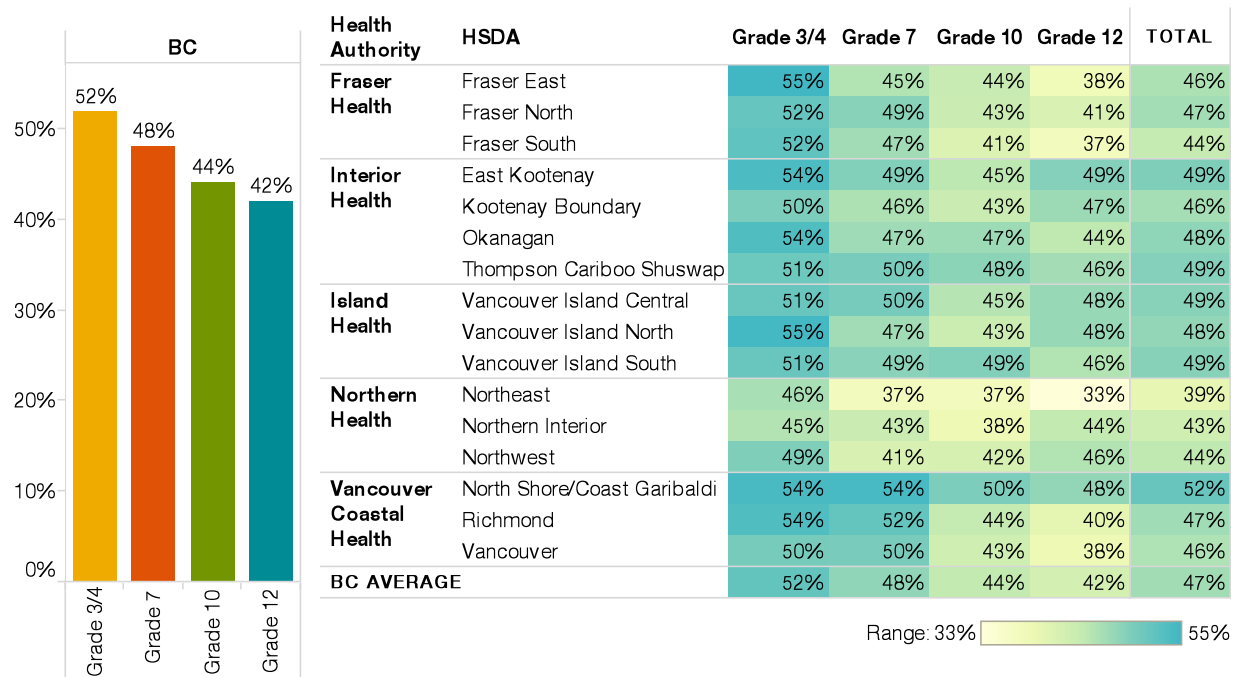 BC
52%
48%
44%
42%
50%
40%
30%
20%
10%
0%
Grade 3/4
Grade 7
Grade 10
Grade 12
Health Authority HSDA Grade 3/4 Grade 7 Grade 10 Grade 12 TOTAL
Fraser Health
Fraser East 55% 45% 44% 38% 46%
Fraser North 52% 49% 43% 41% 47%
Fraser South 52% 47% 41% 37% 44%
Interior Health
East Kootenay 54% 49% 45% 49% 49%
Kootenay Boundary 50% 46% 43% 47% 46%
Okanagan 54% 47% 47% 44% 48%
Thompson Cariboo Shuswap 51% 50% 48% 46% 49%
Island Health
Vancouver Island Central 51% 50% 45% 48% 49%
Vancouver Island North 55% 47% 43% 48% 48%
Vancouver Island South 51% 49% 49% 46% 49%
Northern Health
Northeast 46% 37% 37% 33% 39%
Northern Interior 45% 43% 38% 44% 43%
Northwest 49% 41% 42% 46% 44%
Vancouver Coastal Health
North Shore/Coast Garibaldi 54% 54% 50% 48% 52%
Richmond 54% 52% 44% 40% 47%
Vancouver 50% 50% 43% 38% 46%
BC AVERAGE 52% 48% 44% 42% 47%
Range: 33% 55%